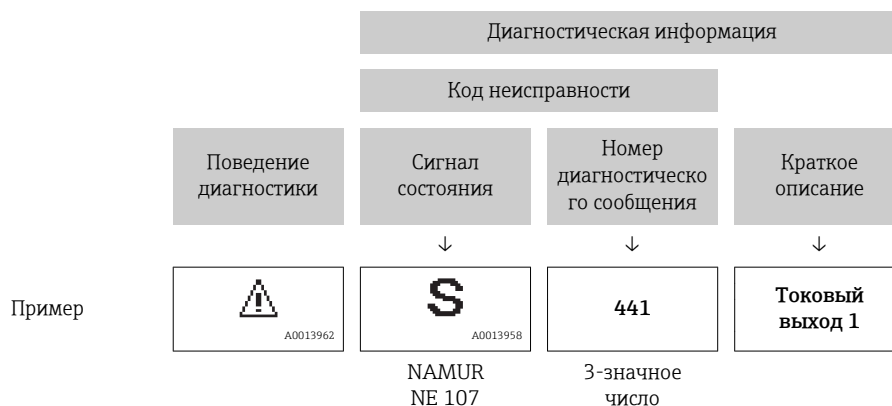 Диагностическая информация
Код неисправности
Поведение
диагностики
Сигнал
состояния
Номер
диагностическо
го сообщения
Краткое
описание
↓ ↓ ↓
Пример
A0013962
S
A0013958
441
Токовый
выход 1
NAMUR
NE 107
3-значное
число